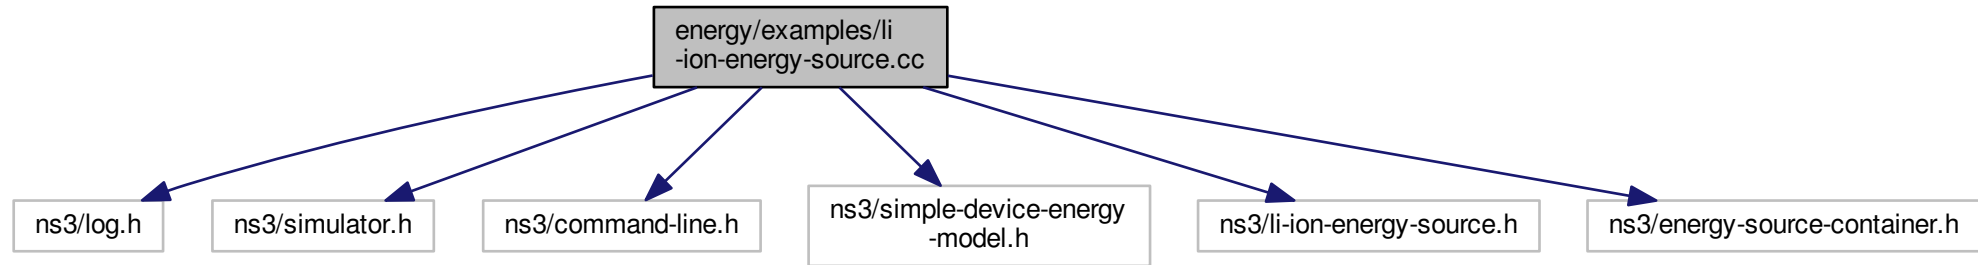 energy/examples/li
-ion-energy-source.cc
ns3/log.h
ns3/simulator.h
ns3/command-line.h
ns3/simple-device-energy
-model.h
ns3/li-ion-energy-source.h
ns3/energy-source-container.h